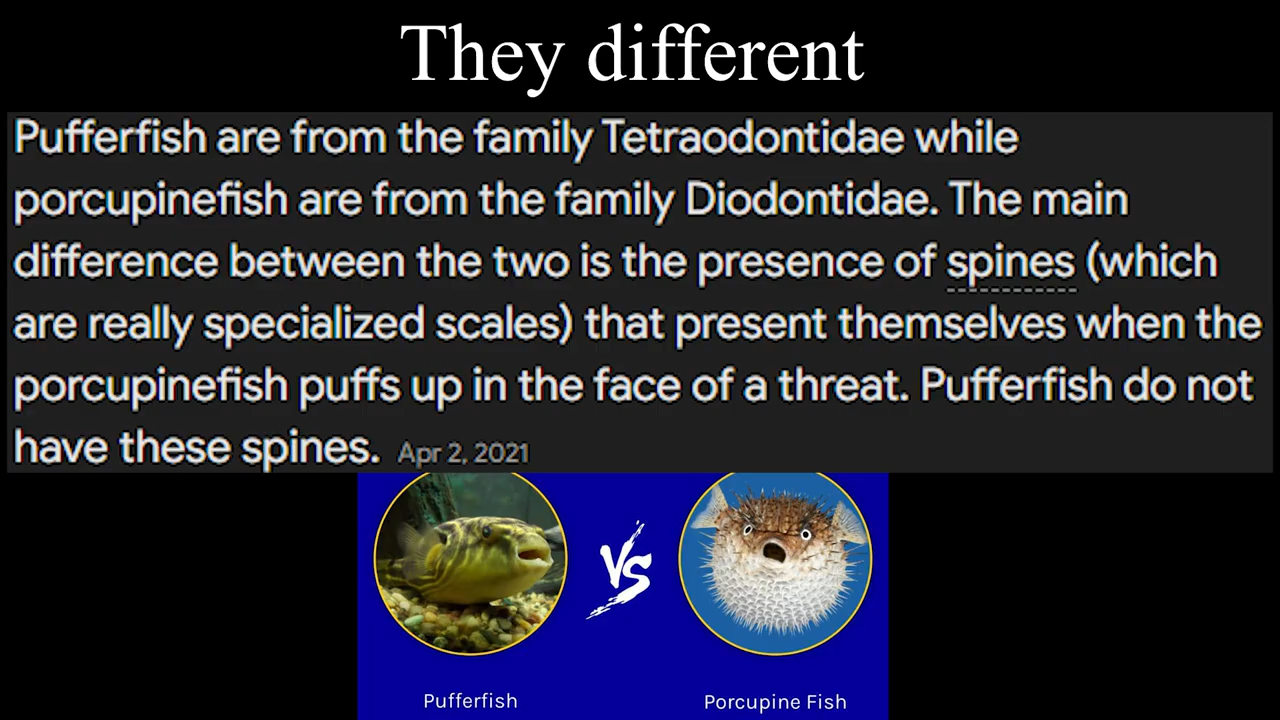 They different
Pufferfish are from the family Tetraodontidae while
porcupinefish are from the family Diodontidae. The main
difference between the two is the presence of spines (which
are really specialized scales) that present themselves when the
porcupinefish puffs up in the face of a threat. Pufferfish do not
have these spines. Apr 2, 2021
VS
Pufferfish
Porcupine Fish